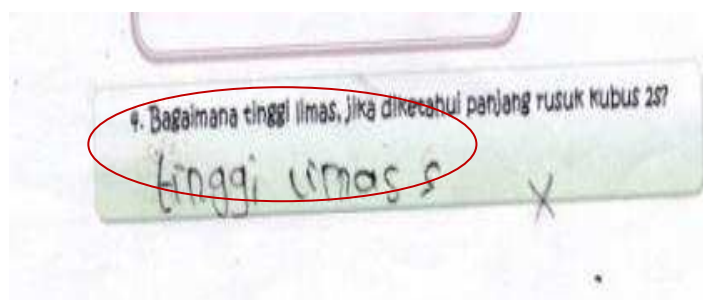 4. Bagaimana tinggi limas, jika diketahui panjang rusuk kubus 2s?
tinggi limas s
X